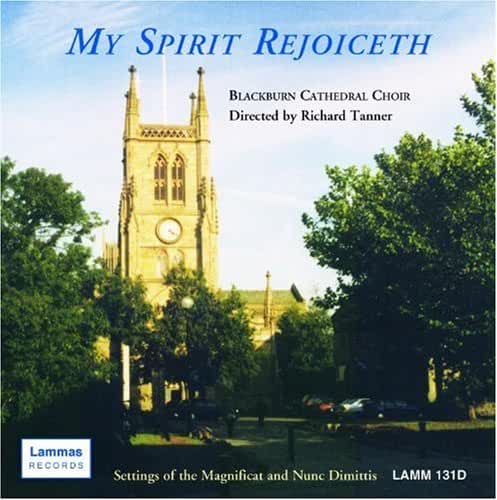 MY SPIRIT REJOICETH
BLACKBURN CATHEDRAL CHOIR
Directed by Richard Tanner
Lammas
RECORDS
Settings of the Magnificat and Nunc Dimittis LAMM 131D